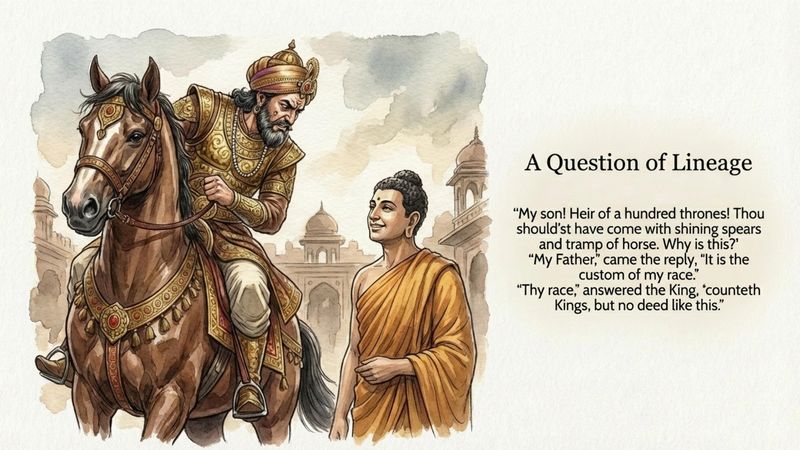 A Question of Lineage
“My son! Heir of a hundred thrones! Thou
should’st have come with shining spears
and tramp of horse. Why is this?’
“My Father,” came the reply, “It is the
custom of my race.”
“Thy race,” answered the King, ‘counteth
Kings, but no deed like this.”